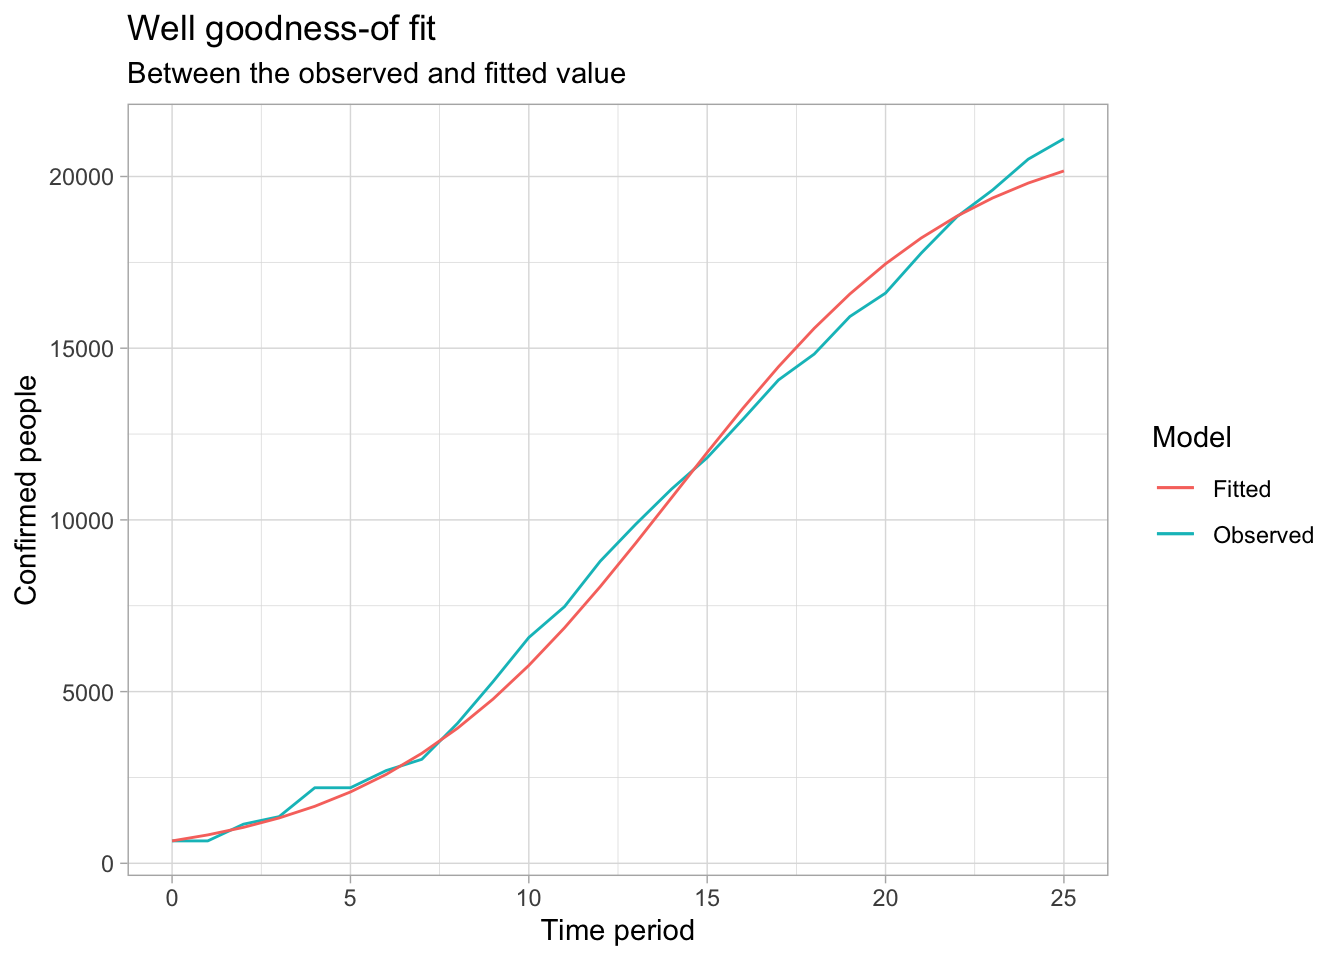 Well goodness-of fit
Between the observed and fitted value
20000
15000
10000
5000
0
Confirmed people
0 5 10 15 20 25
Time period
Model
Fitted
Observed